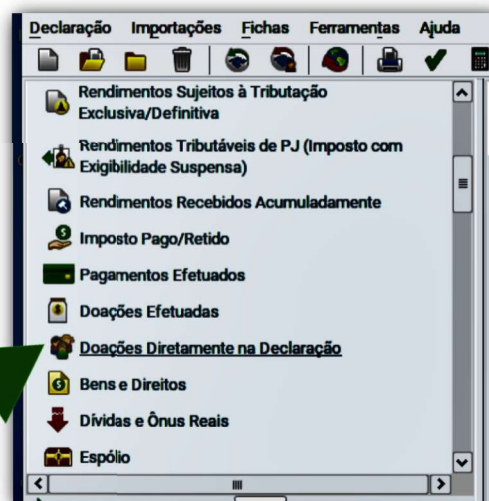 Declaração Importações Fichas Ferramentas Ajuda
Rendimentos Sujeitos à Tributação
Exclusiva/Definitiva
Rendimentos Tributáveis de PJ (Imposto com
Exigibilidade Suspensa)
Rendimentos Recebidos Acumuladamente
Imposto Pago/Retido
Pagamentos Efetuados
Doações Efetuadas
Doações Diretamente na Declaração
Bens e Direitos
Dívidas e Ônus Reais
Espólio